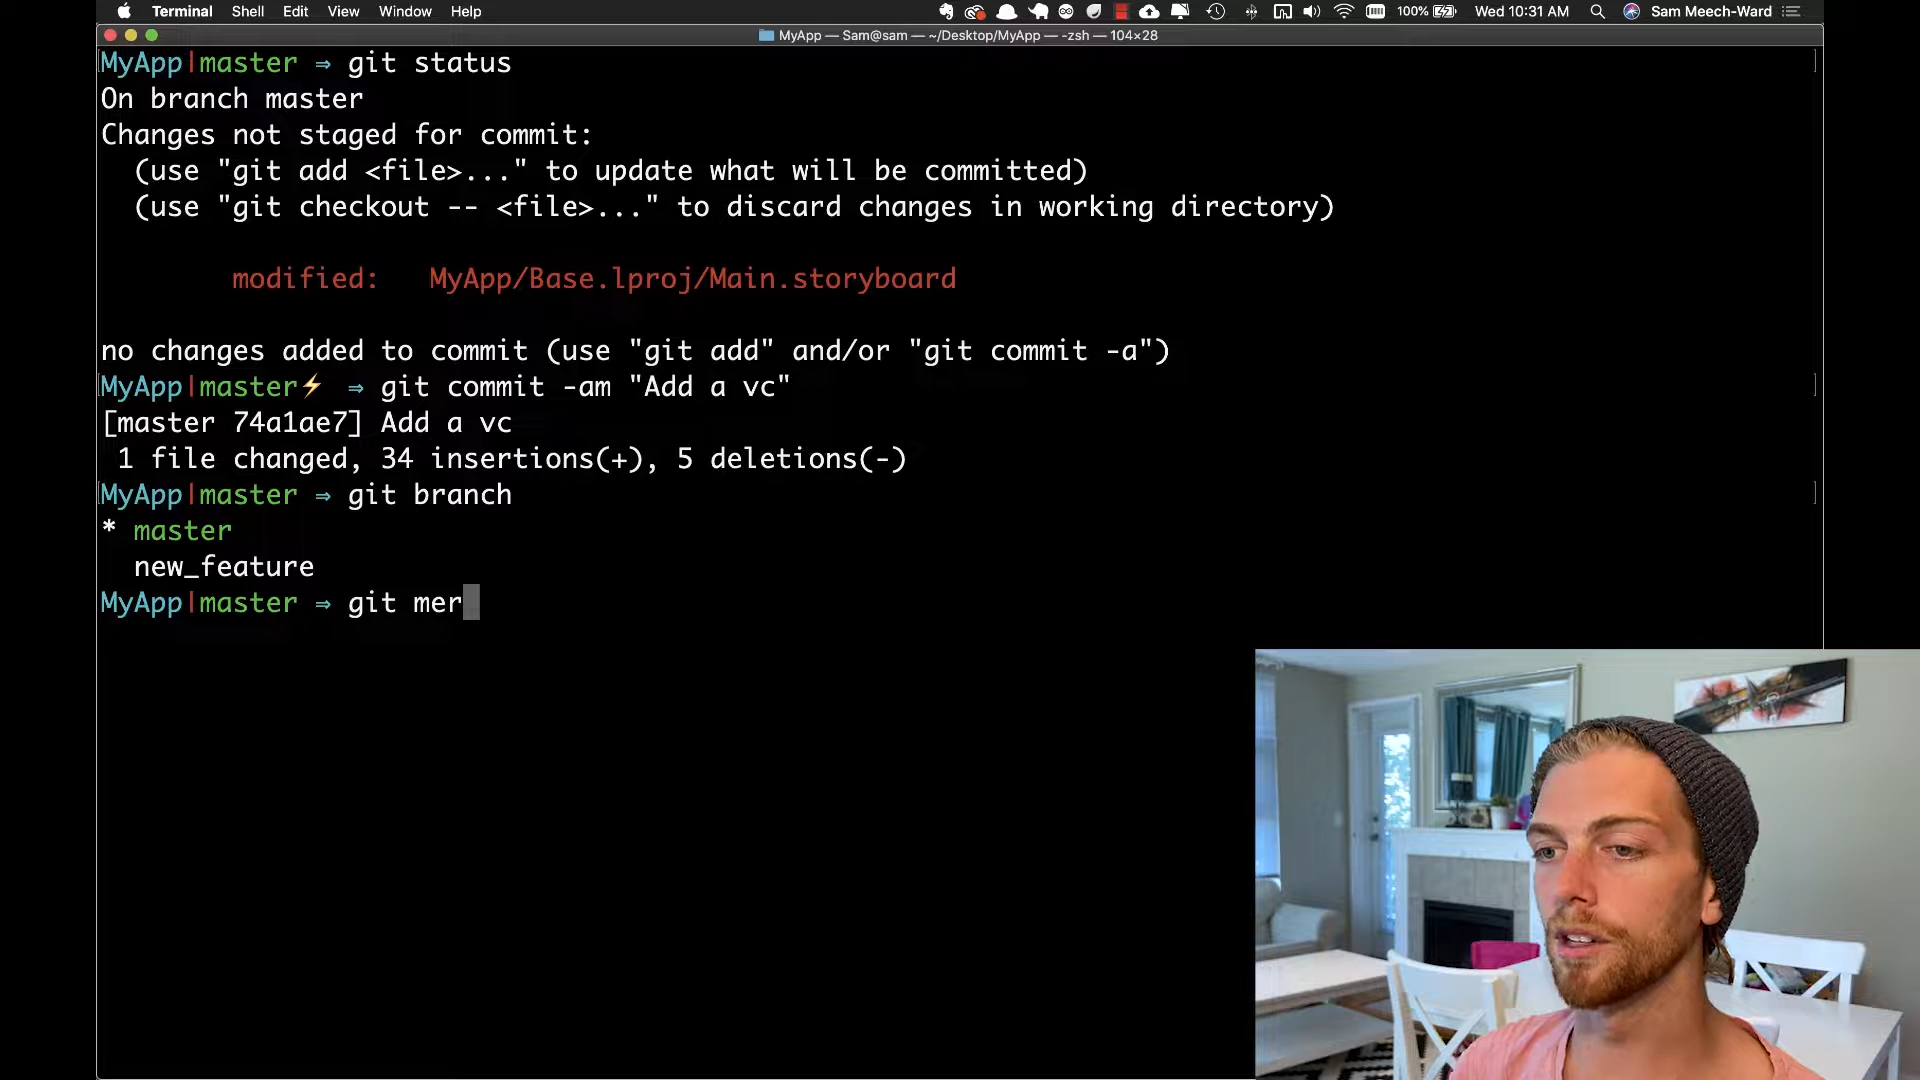 Terminal Shell Edit View Window Help 100% Wed 10:31 AM Sam Meech-Ward
MyApp — Sam@sam — ~/Desktop/MyApp — -zsh — 104×28
MyApp|master ⇒ git status
On branch master
Changes not staged for commit:
(use "git add <file>..." to update what will be committed)
(use "git checkout -- <file>..." to discard changes in working directory)
modified: MyApp/Base.lproj/Main.storyboard
no changes added to commit (use "git add" and/or "git commit -a")
MyApp|master⚡ ⇒ git commit -am "Add a vc"
[master 74a1ae7] Add a vc
1 file changed, 34 insertions(+), 5 deletions(-)
MyApp|master ⇒ git branch
* master
new_feature
MyApp|master ⇒ git mer